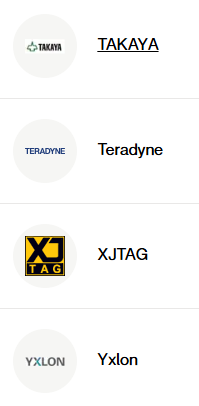 TAKAYA TAKAYA
TERADYNE Teradyne
XJ
TAG XJTAG
YXLON Yxlon